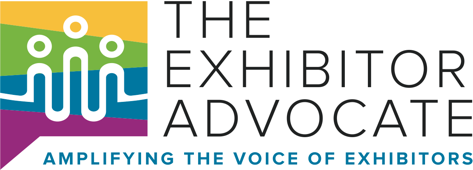 THE
EXHIBITOR
ADVOCATE
AMPLIFYING THE VOICE OF EXHIBITORS